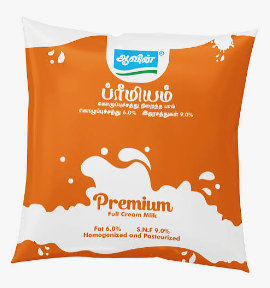 ஆவின்
ப்ரீமியம்
கொழுப்புச்சத்து நிறைந்த பால்
கொழுப்புச்சத்து 6.0% இதரசத்துகள் 9.0%
Premium
Full Cream Milk
Fat 6.0% S.N.F 9.0%
Homogenized and Pasteurized